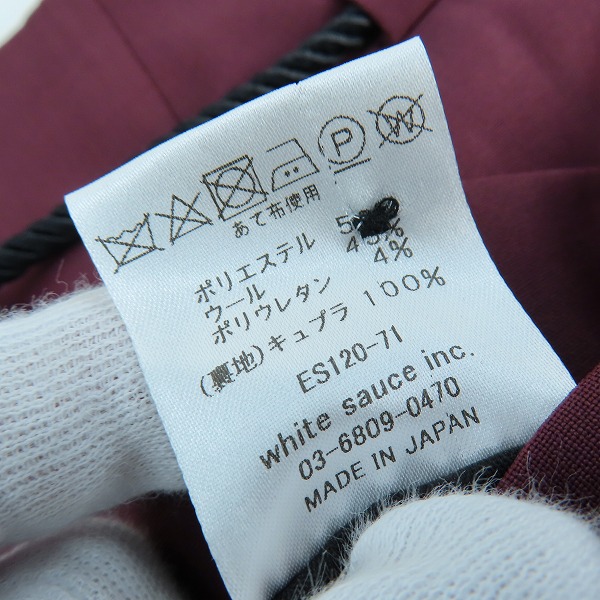 P W
あて布使用
ポリエステル 5
ウール 45%
ポリウレタン 4%
(裏地)キュプラ 100%
ES120-71
white sauce inc.
03-6809-0470
MADE IN JAPAN